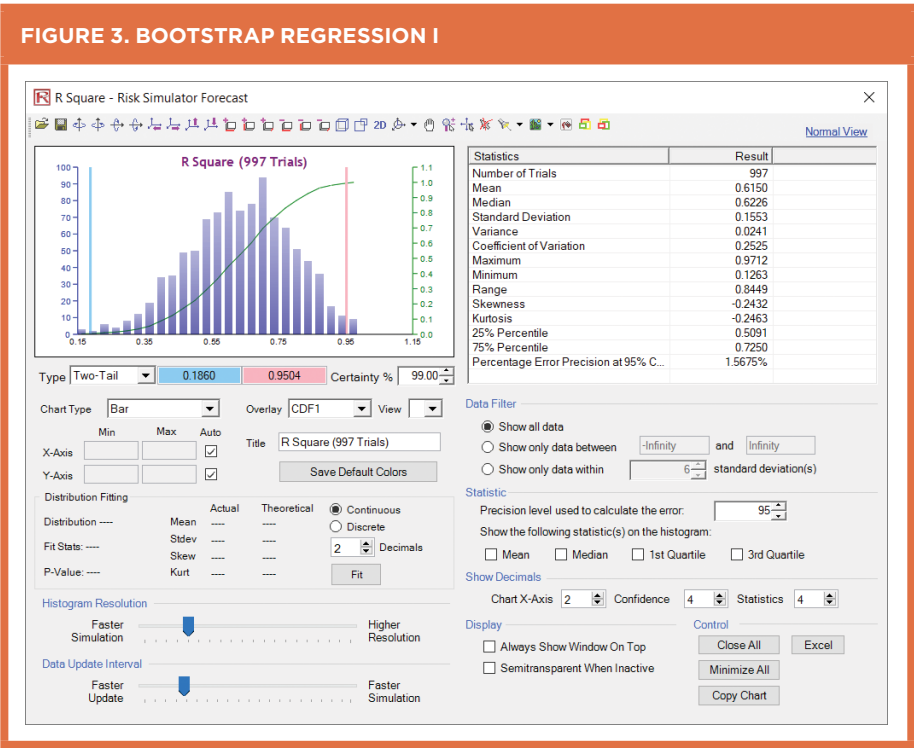 FIGURE 3. BOOTSTRAP REGRESSION I
R Square - Risk Simulator Forecast
2D
Normal View
R Square (997 Trials)
100
90
80
70
60
50
40
30
20
10
0
1.1
1.0
0.9
0.8
0.7
0.6
0.5
0.4
0.3
0.2
0.1
0.0
0.15 0.35 0.55 0.75 0.95 1.15
Statistics Result
Number of Trials 997
Mean 0.6150
Median 0.6226
Standard Deviation 0.1553
Variance 0.0241
Coefficient of Variation 0.2525
Maximum 0.9712
Minimum 0.1263
Range 0.8449
Skewness -0.2432
Kurtosis -0.2463
25% Percentile 0.5091
75% Percentile 0.7250
Percentage Error Precision at 95% C... 1.5675%
Type Two-Tail 0.1860 0.9504 Certainty % 99.00
Chart Type Bar Overlay CDF1 View
Min Max Auto
X-Axis
Y-Axis
Title R Square (997 Trials)
Save Default Colors
Distribution Fitting
Actual Theoretical
Distribution ---- Mean ---- ----
Stdev ---- ----
Fit Stats: ---- Skew ---- ----
P-Value: ---- Kurt ---- ----
Continuous
Discrete
2 Decimals
Fit
Histogram Resolution
Faster Simulation
Higher Resolution
Data Update Interval
Faster Update
Faster Simulation
Data Filter
Show all data
Show only data between -Infinity and Infinity
Show only data within 6 standard deviation(s)
Statistic
Precision level used to calculate the error: 95
Show the following statistic(s) on the histogram:
Mean Median 1st Quartile 3rd Quartile
Show Decimals
Chart X-Axis 2 Confidence 4 Statistics 4
Display
Always Show Window On Top
Semitransparent When Inactive
Control
Close All Excel
Minimize All
Copy Chart